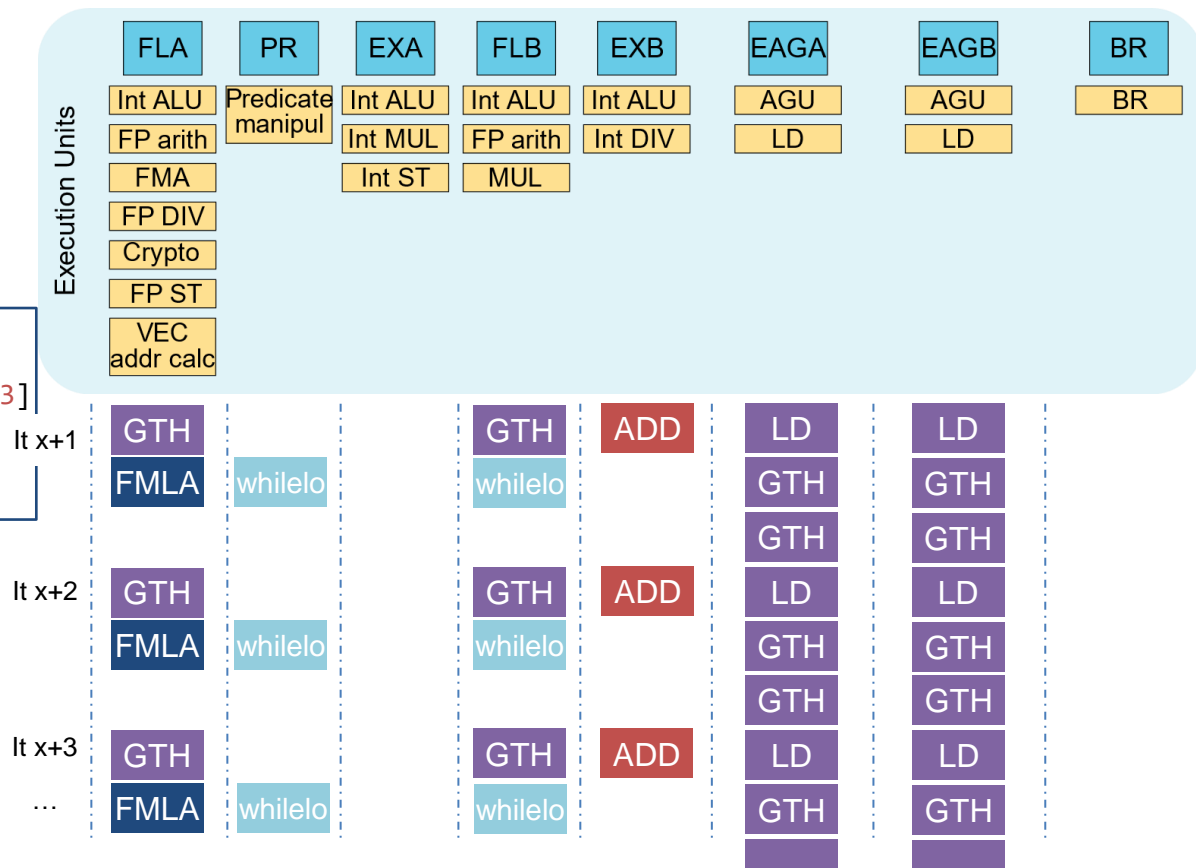 FLA PR EXA FLB EXB EAGA EAGB BR
Execution Units
Int ALU Predicate manipul Int ALU Int ALU Int ALU AGU AGU BR
FP arith Int MUL FP arith Int DIV LD LD
FMA Int ST MUL
FP DIV
Crypto
FP ST
VEC
addr calc
3]
It x+1 GTH GTH ADD LD LD
FMLA whilelo whilelo GTH GTH
GTH GTH
It x+2 GTH GTH ADD LD LD
FMLA whilelo whilelo GTH GTH
GTH GTH
It x+3 GTH GTH ADD LD LD
... FMLA whilelo whilelo GTH GTH